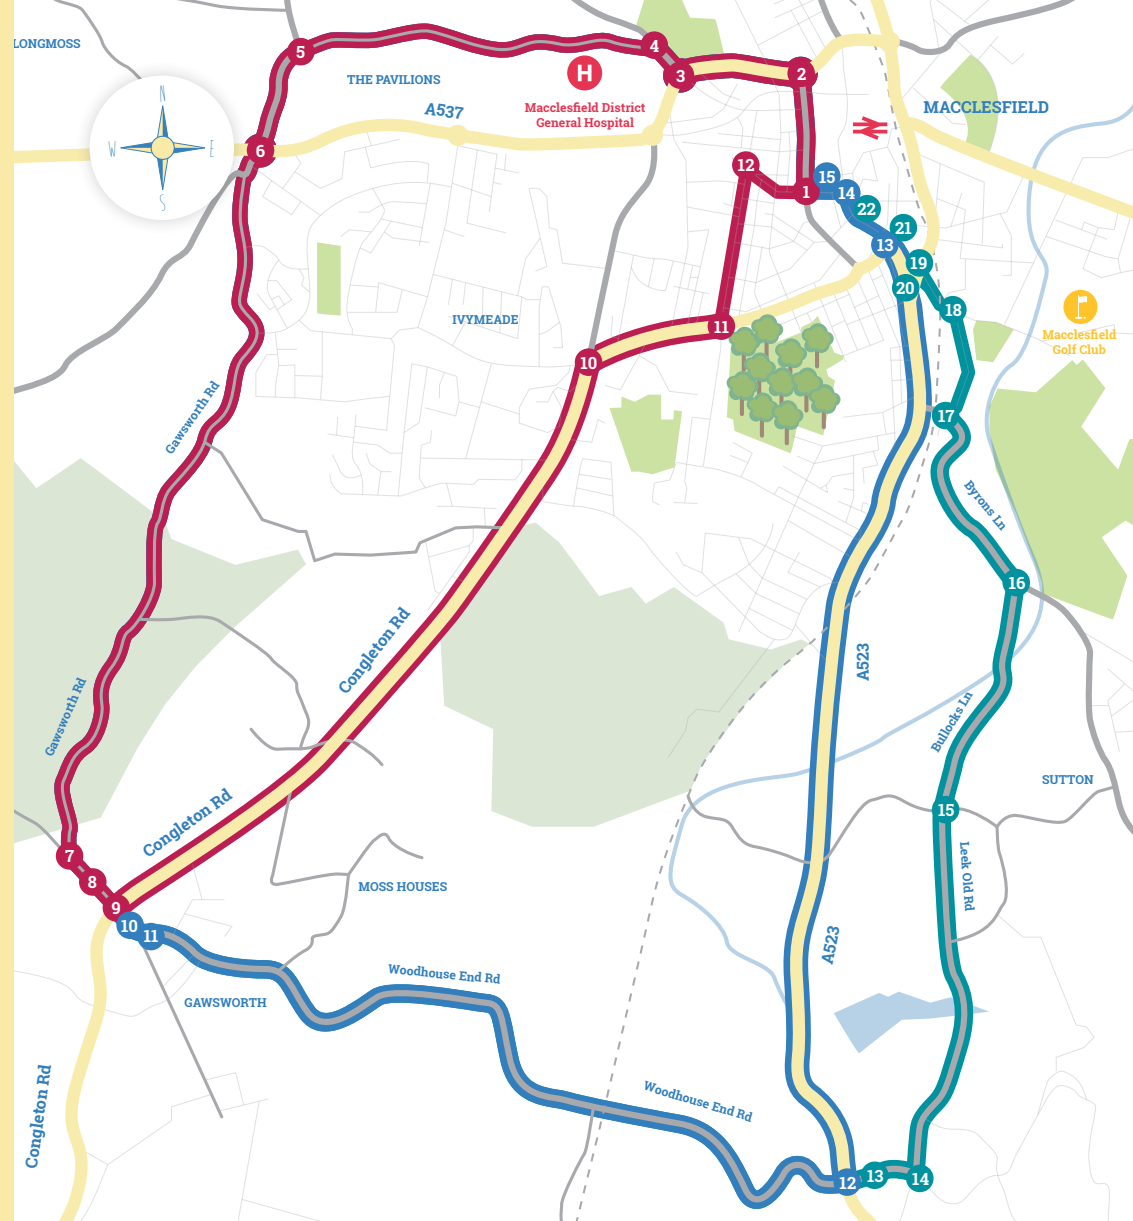 5
4
LONGMOSS
3
2
THE PAVILIONS
H
N
A537
Macclesfield District
General Hospital
MACCLESFIELD
W
E
6
12
15
1
14
S
22
21
13
19
20
18
Macclesfield
Golf Club
IVYMEADE
11
10
Gawsworth Rd
17
Byrons Ln
16
Congleton Rd
A523
Gawsworth Rd
Bullocks Ln
SUTTON
15
Congleton Rd
7
8
MOSS HOUSES
Leek Old Rd
9
10
11
A523
Woodhouse End Rd
GAWSWORTH
Congleton Rd
Woodhouse End Rd
12
13
14